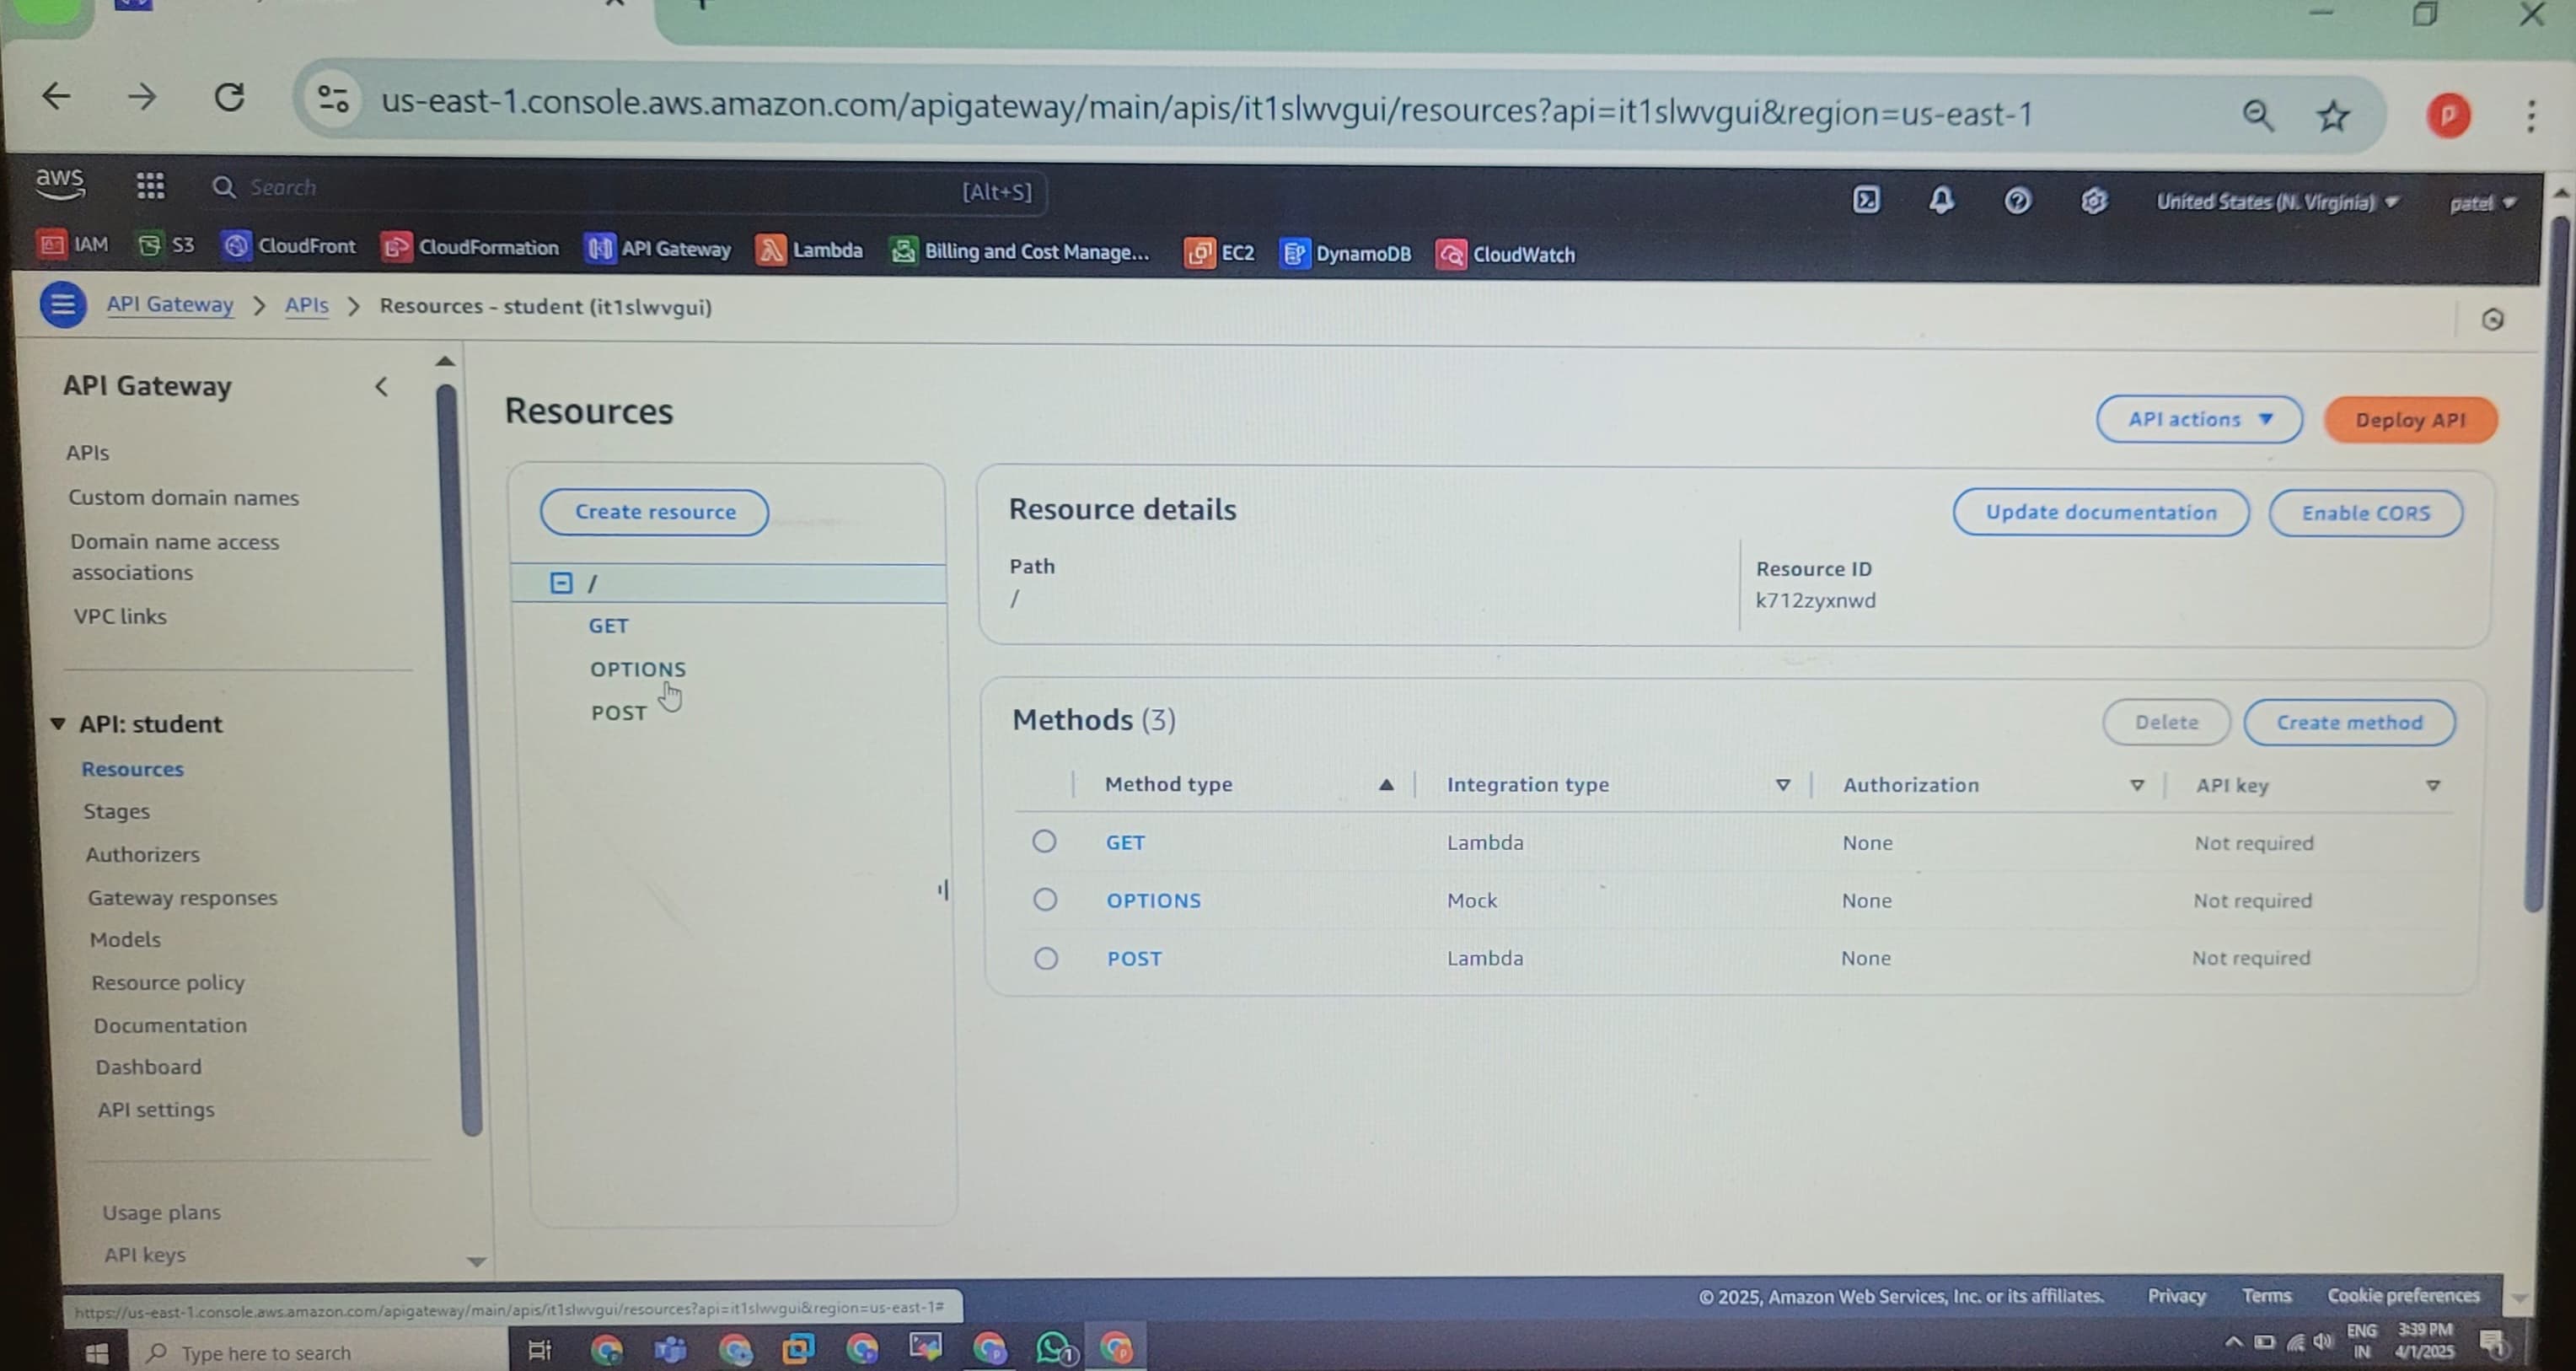 us-east-1.console.aws.amazon.com/apigateway/main/apis/it1slwvgui/resources?api=it1slwvgui&region=us-east-1
aws
Search
[Alt+S]
United States (N. Virginia)
patel
IAM
S3
CloudFront
CloudFormation
API Gateway
Lambda
Billing and Cost Manage...
EC2
DynamoDB
CloudWatch
API Gateway > APIs > Resources - student (it1slwvgui)
API Gateway
APIs
Custom domain names
Domain name access
associations
VPC links
API: student
Resources
Stages
Authorizers
Gateway responses
Models
Resource policy
Documentation
Dashboard
API settings
Usage plans
API keys
Resources
API actions
Deploy API
Create resource
/
GET
OPTIONS
POST
Resource details
Update documentation
Enable CORS
Path
/
Resource ID
k712zyxnwd
Methods (3)
Delete
Create method
Method type
Integration type
Authorization
API key
GET Lambda None Not required
OPTIONS Mock None Not required
POST Lambda None Not required
https://us-east-1.console.aws.amazon.com/apigateway/main/apis/it1slwvgui/resources?api=it1slwvgui&region=us-east-1#
© 2025, Amazon Web Services, Inc. or its affiliates.
Privacy
Terms
Cookie preferences
Type here to search
ENG
IN
3:39 PM
4/1/2025